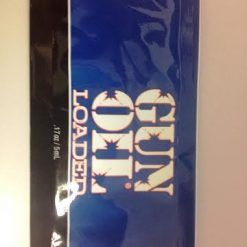 GUN
OIL®
LOADED
.17oz / 5mL